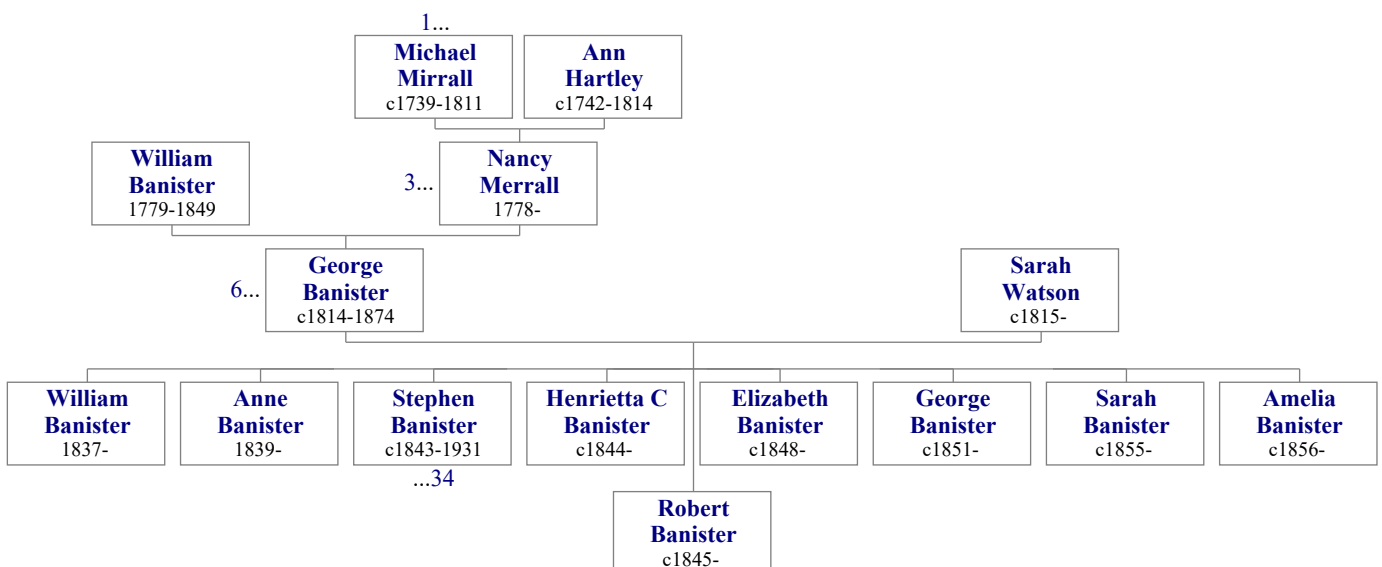 1...
Michael
Mirrall
c1739-1811
Ann
Hartley
c1742-1814
William
Banister
1779-1849
3...
Nancy
Merrall
1778-
6...
George
Banister
c1814-1874
Sarah
Watson
c1815-
William
Banister
1837-
Anne
Banister
1839-
Stephen
Banister
c1843-1931
...34
Henrietta C
Banister
c1844-
Elizabeth
Banister
c1848-
George
Banister
c1851-
Sarah
Banister
c1855-
Amelia
Banister
c1856-
Robert
Banister
c1845-